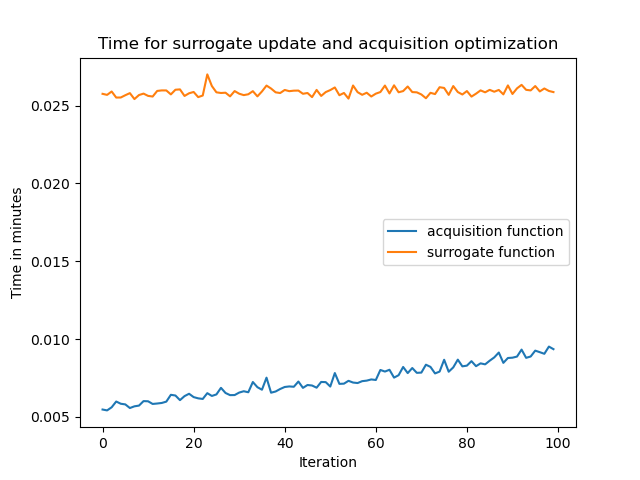 Time for surrogate update and acquisition optimization
0.025
0.020
0.015
0.010
0.005
Time in minutes
acquisition function
surrogate function
0 20 40 60 80 100
Iteration